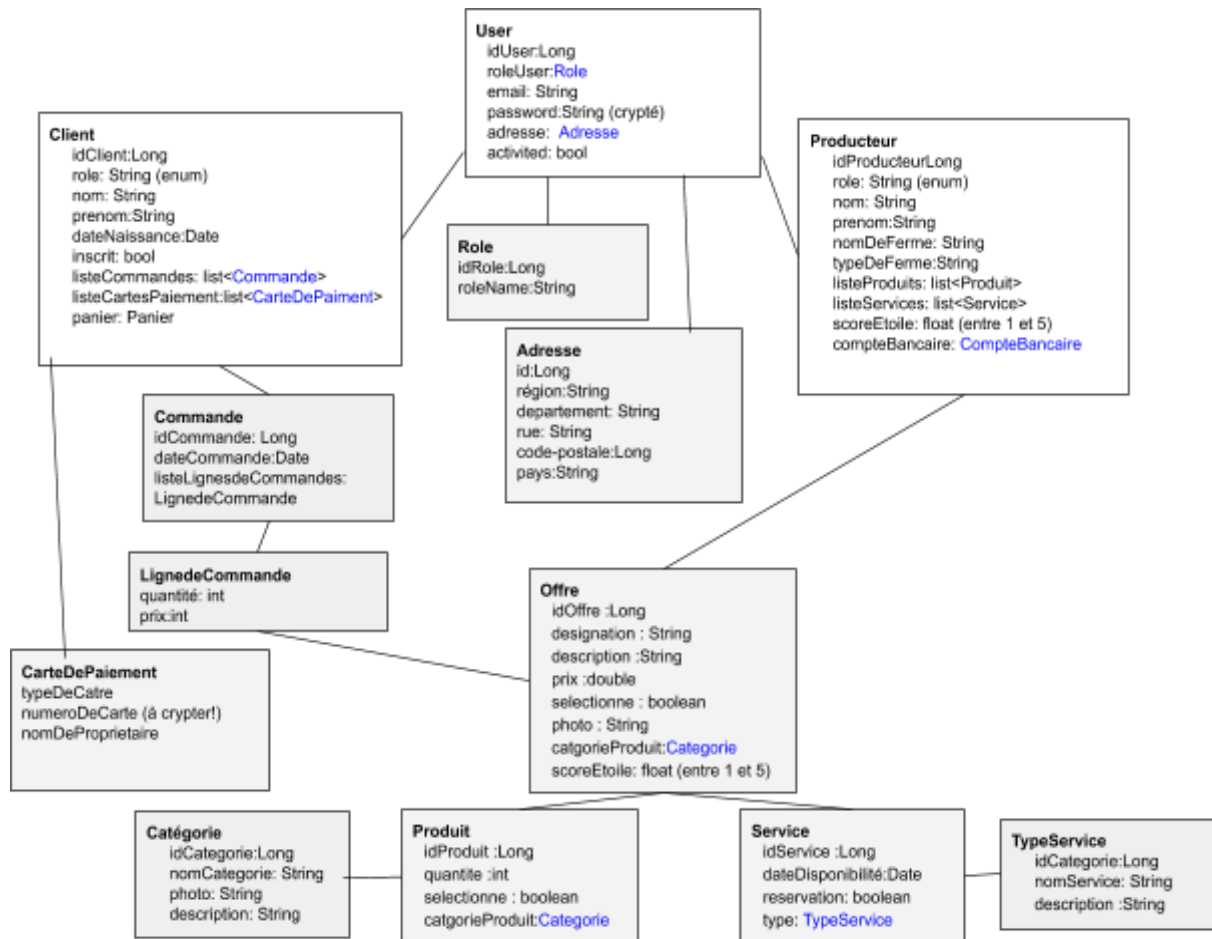 User
idUser:Long
roleUser:Role
email: String
password:String (crypté)
adresse: Adresse
activited: bool
Client
idClient:Long
role: String (enum)
nom: String
prenom:String
dateNaissance:Date
inscrit: bool
listeCommandes: list<Commande>
listeCartesPaiement:list<CarteDePaiment>
panier: Panier
Producteur
idProducteurLong
role: String (enum)
nom: String
prenom:String
nomDeFerme: String
typeDeFerme:String
listeProduits: list<Produit>
listeServices: list<Service>
scoreEtoile: float (entre 1 et 5)
compteBancaire: CompteBancaire
Role
idRole:Long
roleName:String
Adresse
id:Long
région:String
departement: String
rue: String
code-postale:Long
pays:String
Commande
idCommande: Long
dateCommande:Date
listeLignesdeCommandes:
LignedeCommande
LignedeCommande
quantité: int
prix:int
CarteDePaiement
typeDeCatre
numeroDeCarte (à crypter!)
nomDeProprietaire
Offre
idOffre :Long
designation : String
description :String
prix :double
selectionne : boolean
photo : String
catgorieProduit:Categorie
scoreEtoile: float (entre 1 et 5)
Catégorie
idCategorie:Long
nomCategorie: String
photo: String
description: String
Produit
idProduit :Long
quantite :int
selectionne : boolean
catgorieProduit:Categorie
Service
idService :Long
dateDisponibilité:Date
reservation: boolean
type: TypeService
TypeService
idCategorie:Long
nomService: String
description :String